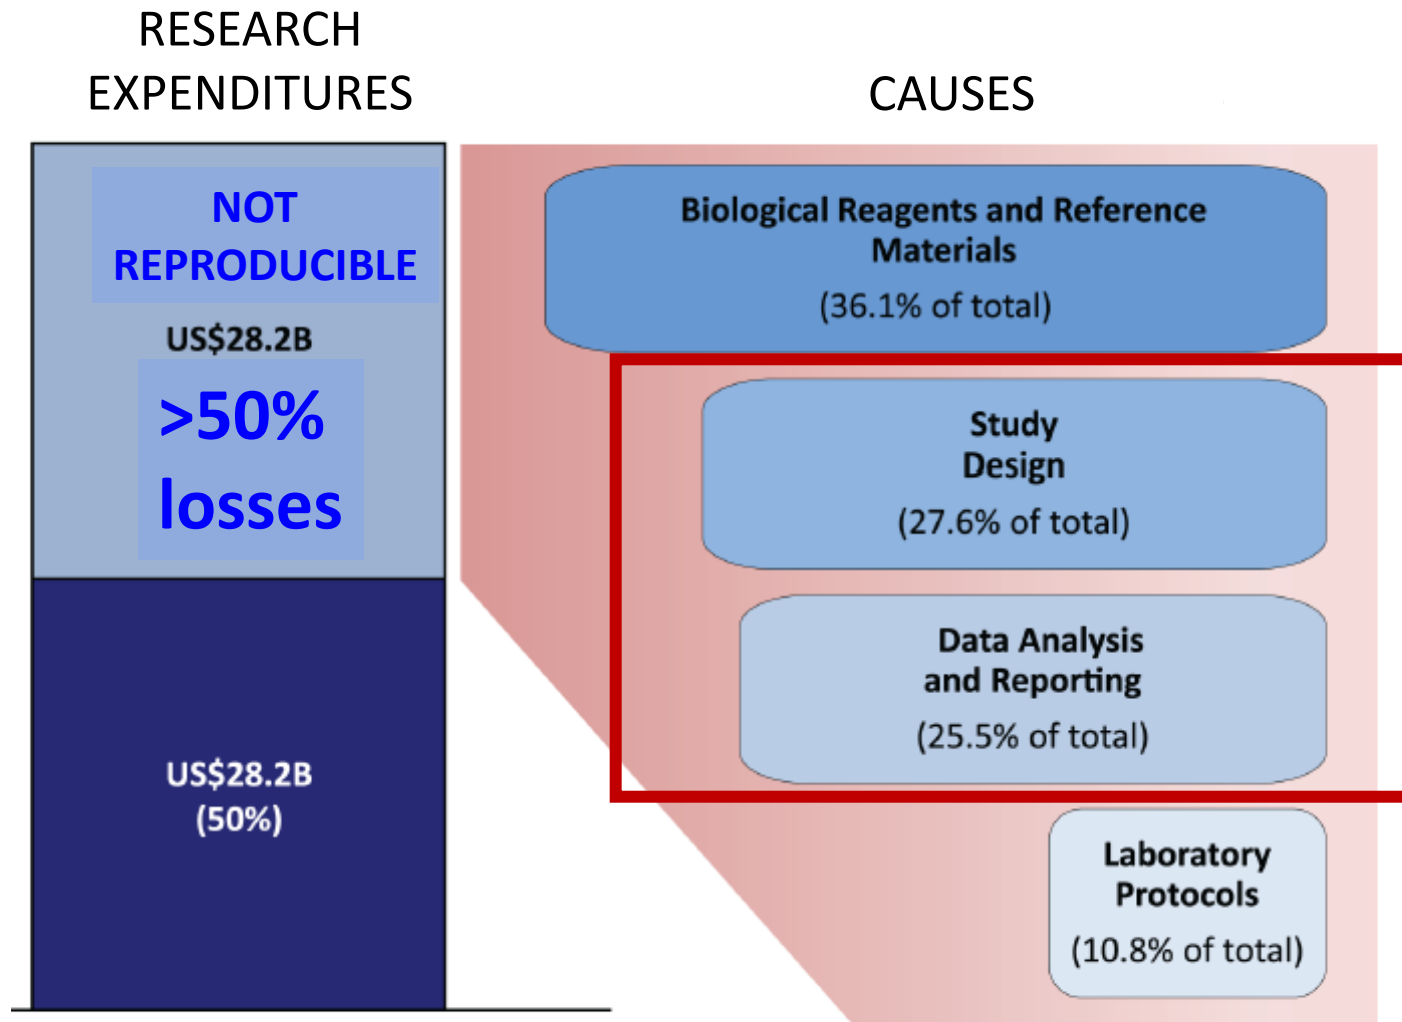 RESEARCH
EXPENDITURES
CAUSES
NOT
REPRODUCIBLE
US$28.2B
>50%
losses
US$28.2B
(50%)
Biological Reagents and Reference
Materials
(36.1% of total)
Study
Design
(27.6% of total)
Data Analysis
and Reporting
(25.5% of total)
Laboratory
Protocols
(10.8% of total)